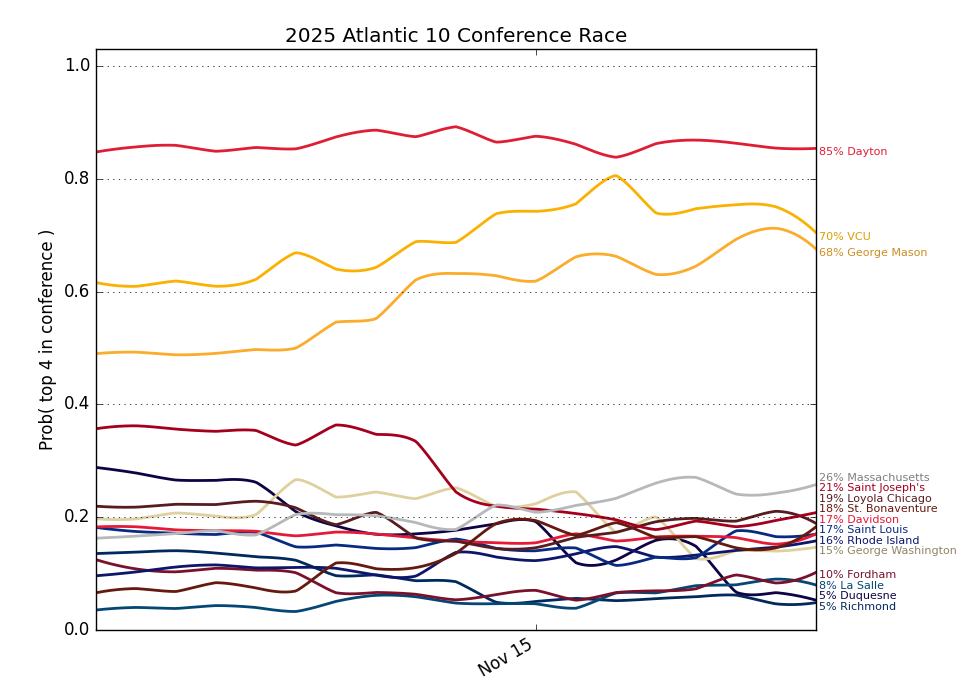 2025 Atlantic 10 Conference Race
Prob( top 4 in conference )
1.0
0.8
0.6
0.4
0.2
0.0
Nov 15
85% Dayton
70% VCU
68% George Mason
26% Massachusetts
21% Saint Joseph's
19% Loyola Chicago
18% St. Bonaventure
17% Davidson
17% Saint Louis
16% Rhode Island
15% George Washington
10% Fordham
8% La Salle
5% Duquesne
5% Richmond